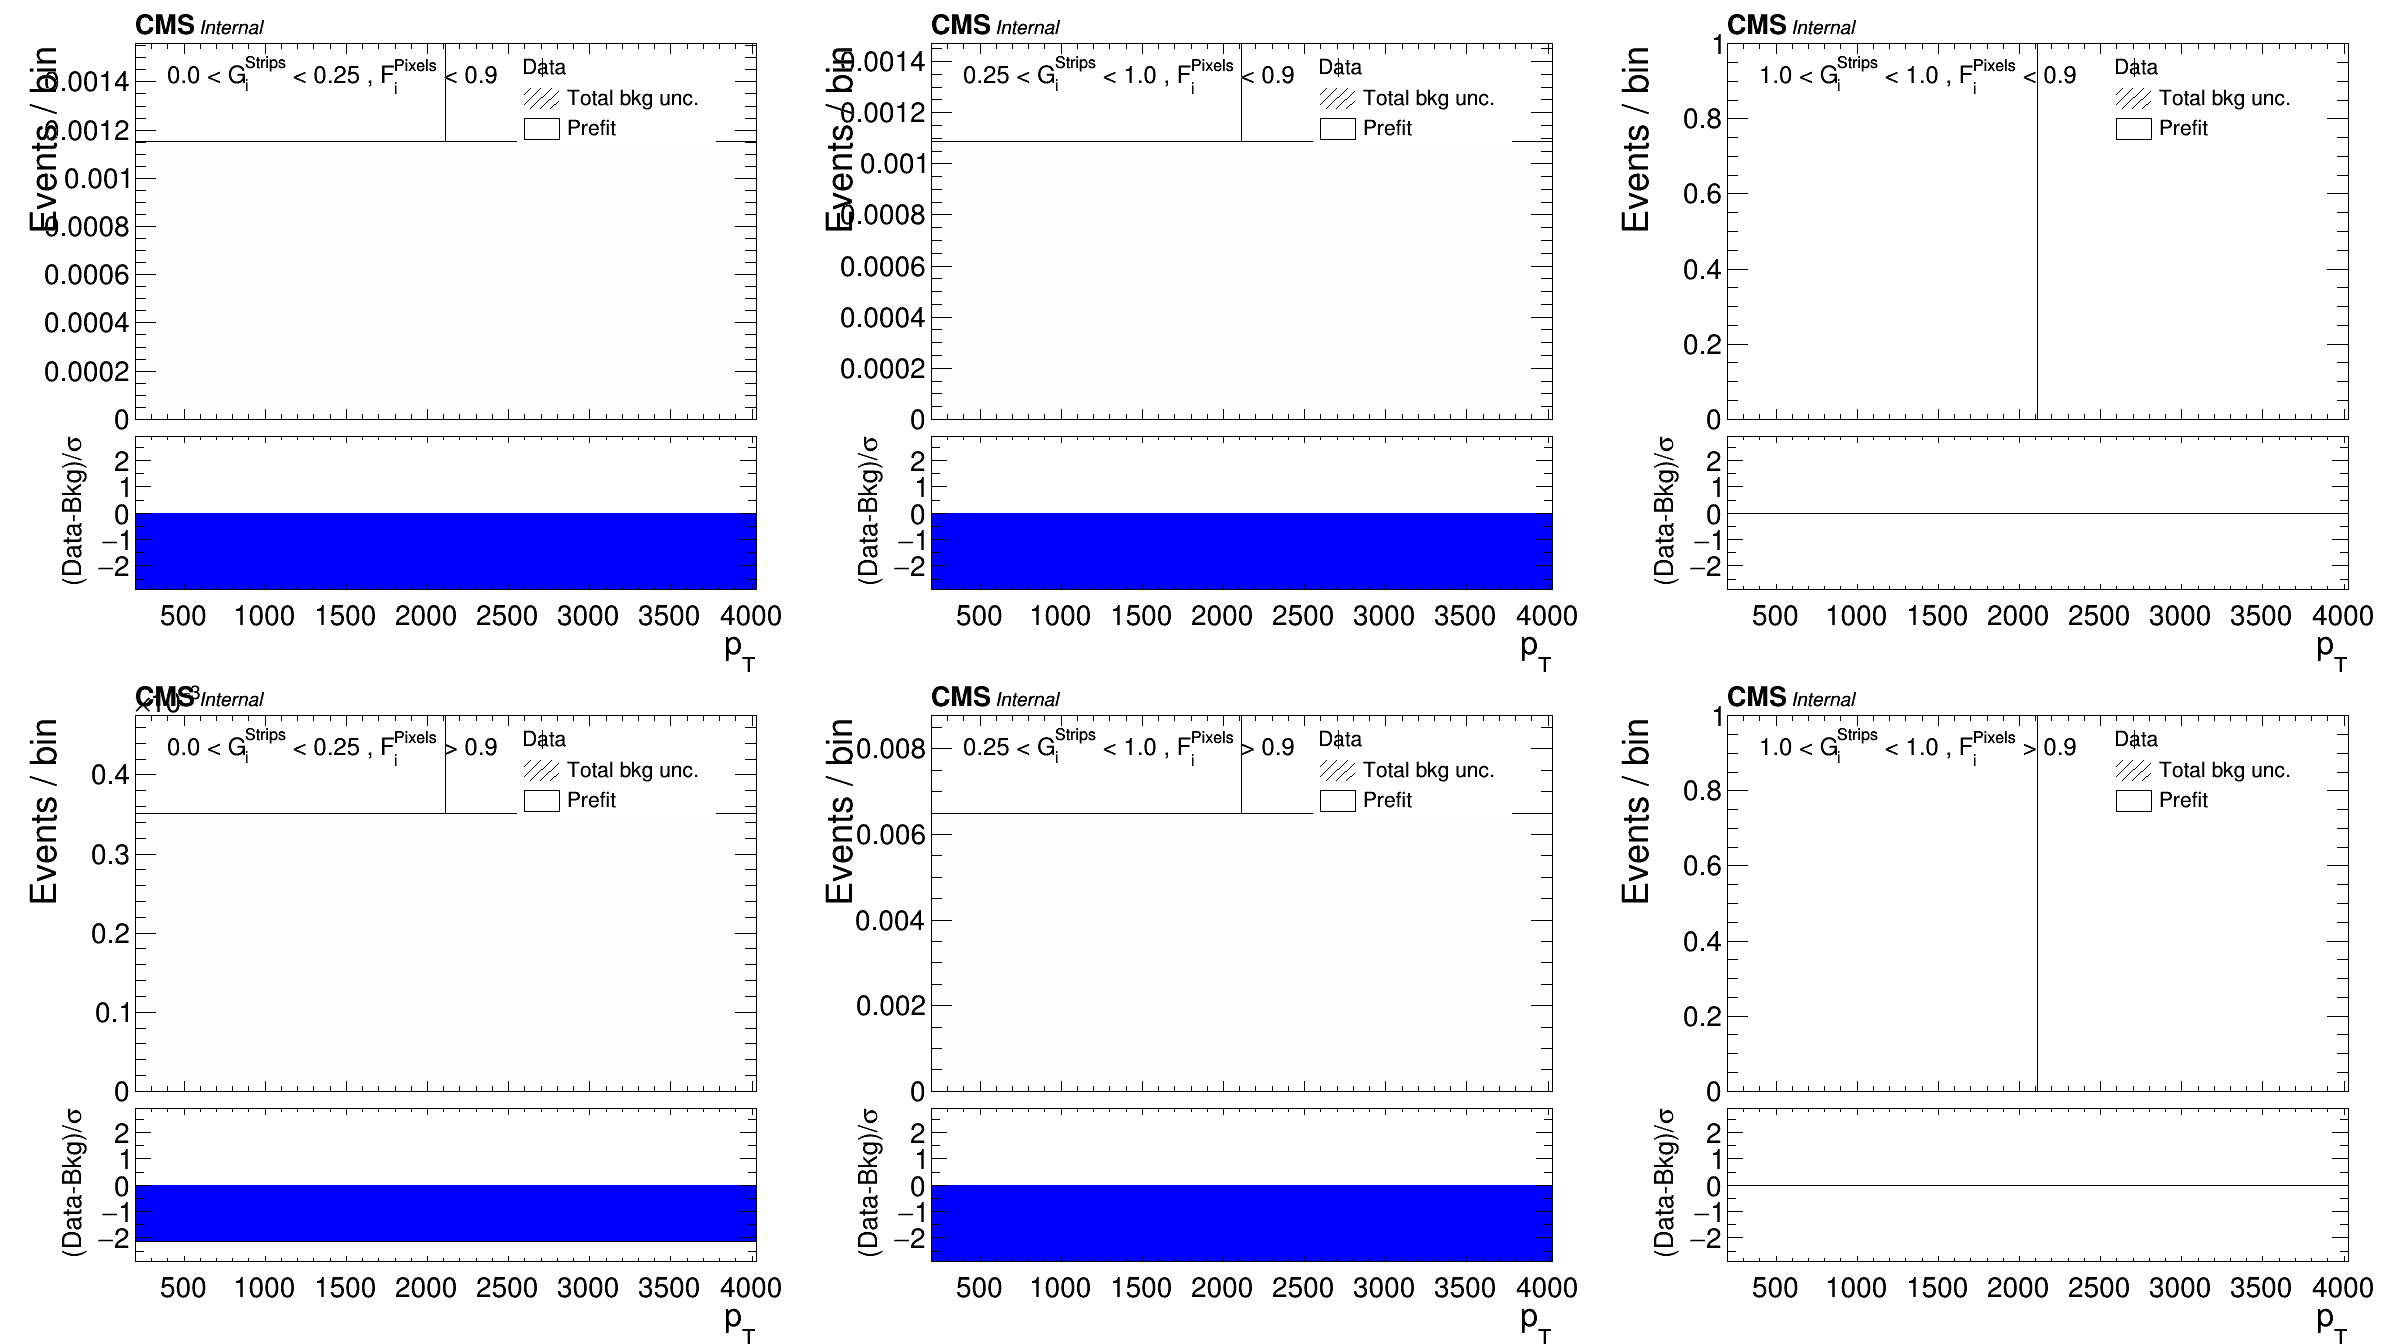 CMS Internal
Events / bin
0.0 < G_i^Strips < 0.25 , F_i^Pixels < 0.9
Data
Total bkg unc.
Prefit
0.0014
0.0012
0.001
0.0008
0.0006
0.0004
0.0002
0
(Data-Bkg)/σ
2
1
0
−1
−2
500 1000 1500 2000 2500 3000 3500 4000
p_T
CMS Internal
Events / bin
0.25 < G_i^Strips < 1.0 , F_i^Pixels < 0.9
Data
Total bkg unc.
Prefit
0.0014
0.0012
0.001
0.0008
0.0006
0.0004
0.0002
0
(Data-Bkg)/σ
2
1
0
−1
−2
500 1000 1500 2000 2500 3000 3500 4000
p_T
CMS Internal
Events / bin
1.0 < G_i^Strips < 1.0 , F_i^Pixels < 0.9
Data
Total bkg unc.
Prefit
1
0.8
0.6
0.4
0.2
0
(Data-Bkg)/σ
2
1
0
−1
−2
500 1000 1500 2000 2500 3000 3500 4000
p_T
CMS Internal
×10^−3
Events / bin
0.0 < G_i^Strips < 0.25 , F_i^Pixels > 0.9
Data
Total bkg unc.
Prefit
0.4
0.3
0.2
0.1
0
(Data-Bkg)/σ
2
1
0
−1
−2
500 1000 1500 2000 2500 3000 3500 4000
p_T
CMS Internal
Events / bin
0.25 < G_i^Strips < 1.0 , F_i^Pixels > 0.9
Data
Total bkg unc.
Prefit
0.008
0.006
0.004
0.002
0
(Data-Bkg)/σ
2
1
0
−1
−2
500 1000 1500 2000 2500 3000 3500 4000
p_T
CMS Internal
Events / bin
1.0 < G_i^Strips < 1.0 , F_i^Pixels > 0.9
Data
Total bkg unc.
Prefit
1
0.8
0.6
0.4
0.2
0
(Data-Bkg)/σ
2
1
0
−1
−2
500 1000 1500 2000 2500 3000 3500 4000
p_T